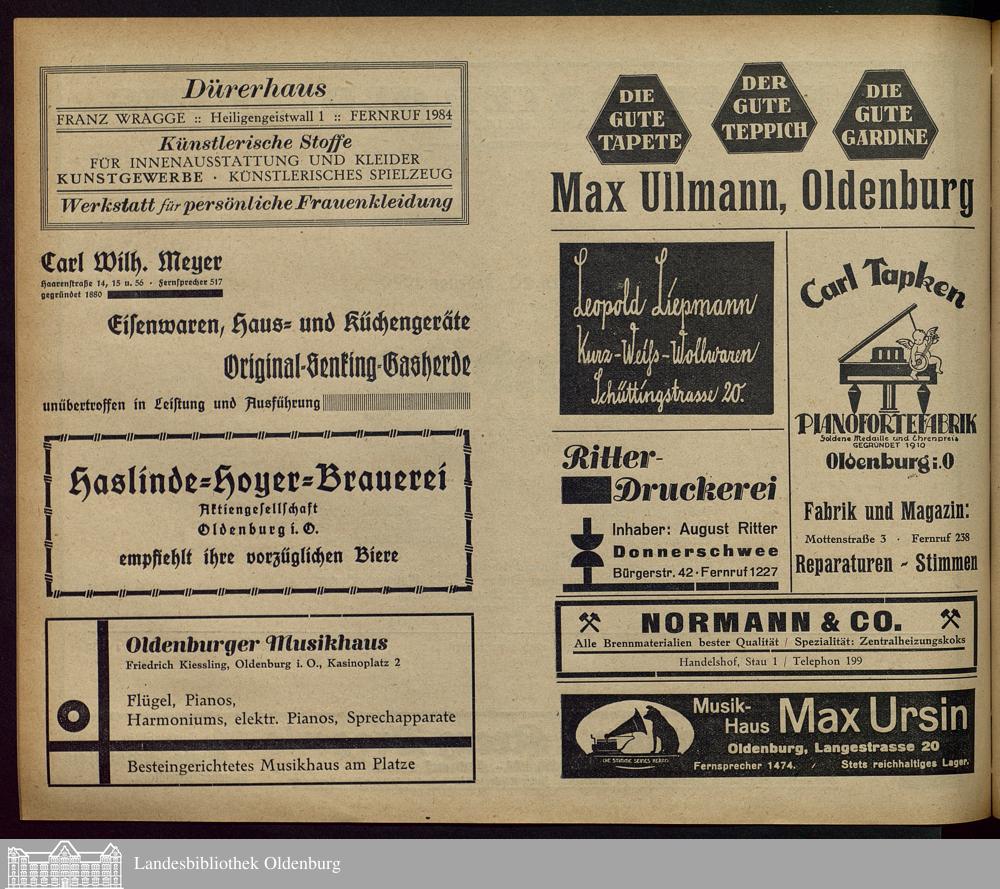 Dürerhaus
FRANZ WRAGGE :: Heiligengeistwall 1 :: FERNRUF 1984
Künstlerische Stoffe
FÜR INNENAUSSTATTUNG UND KLEIDER
KUNSTGEWERBE · KÜNSTLERISCHES SPIELZEUG
Werkstatt für persönliche Frauenkleidung
Carl Wilh. Meyer
Haarenstraße 14, 15 u. 56 · Fernsprecher 517
gegründet 1880
Eisenwaren, Haus= und Küchengeräte
Original-Senking-Gasherde
unübertroffen in Leistung und Ausführung
Haslinde=Hoyer=Brauerei
Aktiengesellschaft
Oldenburg i. O.
empfiehlt ihre vorzüglichen Biere
Oldenburger Musikhaus
Friedrich Kiessling, Oldenburg i. O., Kasinoplatz 2
Flügel, Pianos,
Harmoniums, elektr. Pianos, Sprechapparate
Besteingerichtetes Musikhaus am Platze
DIE
GUTE
TAPETE
DER
GUTE
TEPPICH
DIE
GUTE
GARDINE
Max Ullmann, Oldenburg
Leopold Liepmann
Kurz-Weiß-Wollwaren
Schüttingstrasse 20.
Carl Tapken
PIANOFORTEFABRIK
Goldene Medaille und Ehrenpreis
GEGRÜNDET 1910
Oldenburg i. O
Fabrik und Magazin:
Mottenstraße 3 · Fernruf 238
Reparaturen - Stimmen
Ritter-
Druckerei
Inhaber: August Ritter
Donnerschwee
Bürgerstr. 42 · Fernruf 1227
NORMANN & CO.
Alle Brennmaterialien bester Qualität / Spezialität: Zentralheizungskoks
Handelshof, Stau 1 / Telephon 199
DIE STIMME SEINES HERRN
Musik-
Haus Max Ursin
Oldenburg, Langestrasse 20
Fernsprecher 1474. / Stets reichhaltiges Lager.
Landesbibliothek Oldenburg